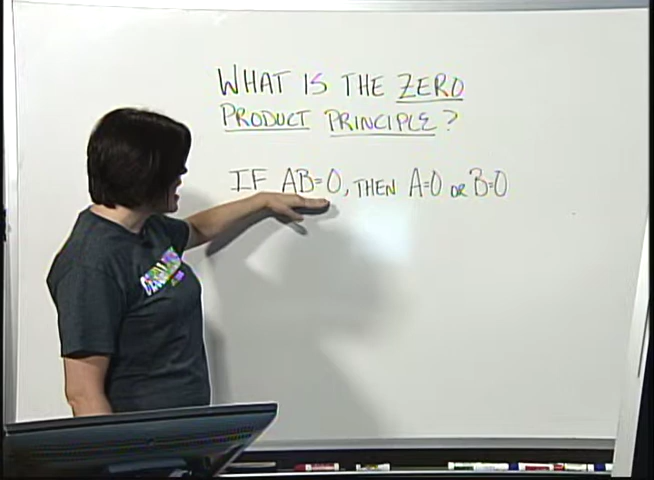 WHAT IS THE ZERO
PRODUCT PRINCIPLE?
IF AB=0, THEN A=0 OR B=0